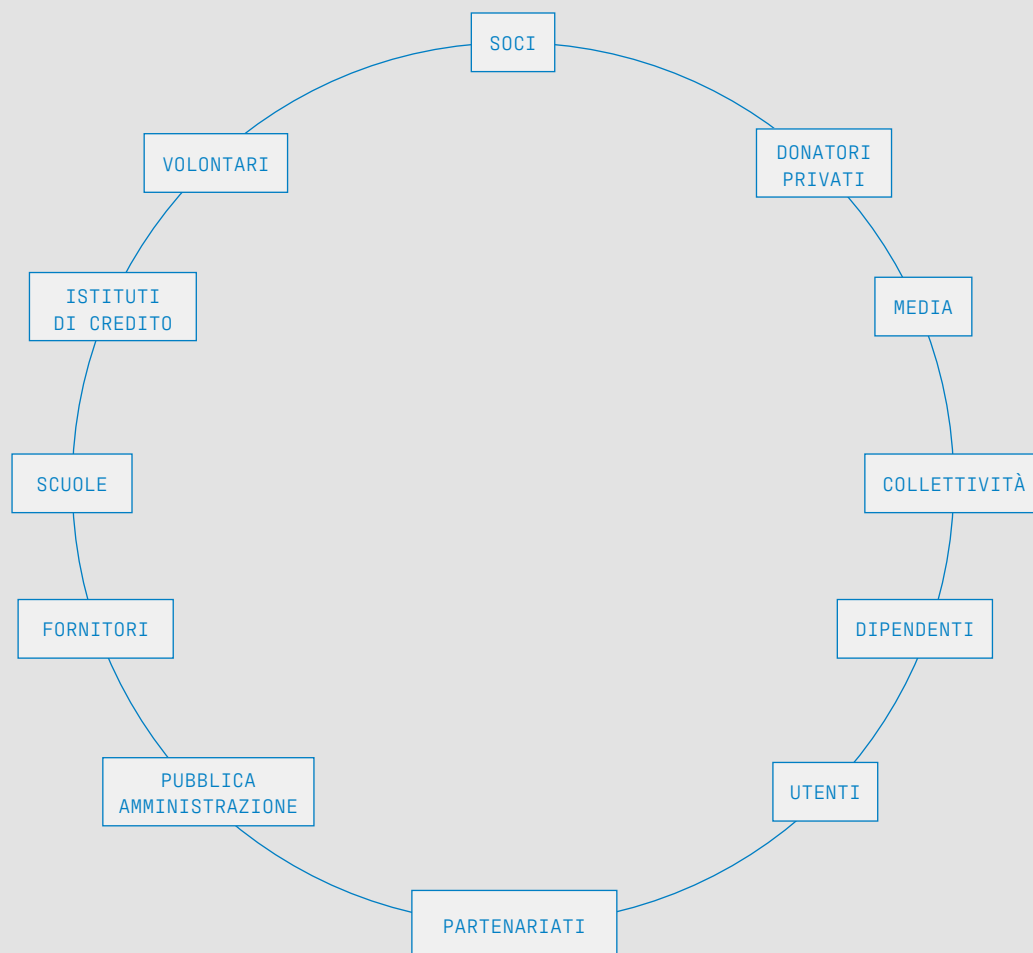 SOCI
DONATORI
PRIVATI
MEDIA
COLLETTIVITÀ
DIPENDENTI
UTENTI
PARTENARIATI
PUBBLICA
AMMINISTRAZIONE
FORNITORI
SCUOLE
ISTITUTI
DI CREDITO
VOLONTARI